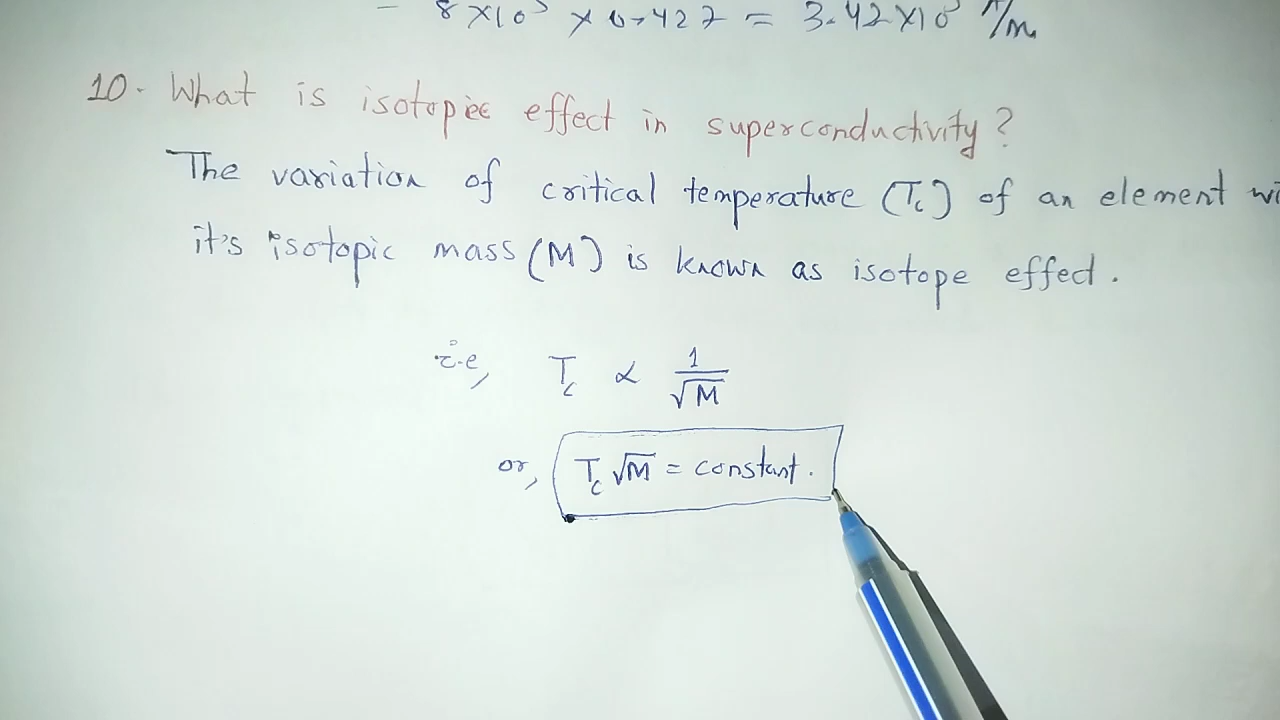 = 8 × 10³ × 0.427 = 3.42 × 10³ A/m
10. What is isotopic effect in superconductivity?
The variation of critical temperature (Tc) of an element
it's isotopic mass (M) is known as isotope effect.
i.e, Tc ∝ 1/√M
or, Tc √M = constant.